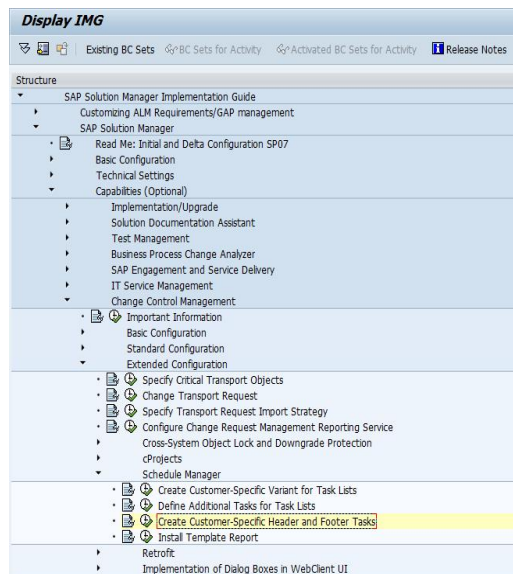 Display IMG
Existing BC Sets BC Sets for Activity Activated BC Sets for Activity Release Notes
Structure
SAP Solution Manager Implementation Guide
Customizing ALM Requirements/GAP management
SAP Solution Manager
Read Me: Initial and Delta Configuration SP07
Basic Configuration
Technical Settings
Capabilities (Optional)
Implementation/Upgrade
Solution Documentation Assistant
Test Management
Business Process Change Analyzer
SAP Engagement and Service Delivery
IT Service Management
Change Control Management
Important Information
Basic Configuration
Standard Configuration
Extended Configuration
Specify Critical Transport Objects
Change Transport Request
Specify Transport Request Import Strategy
Configure Change Request Management Reporting Service
Cross-System Object Lock and Downgrade Protection
cProjects
Schedule Manager
Create Customer-Specific Variant for Task Lists
Define Additional Tasks for Task Lists
Create Customer-Specific Header and Footer Tasks
Install Template Report
Retrofit
Implementation of Dialog Boxes in WebClient UI